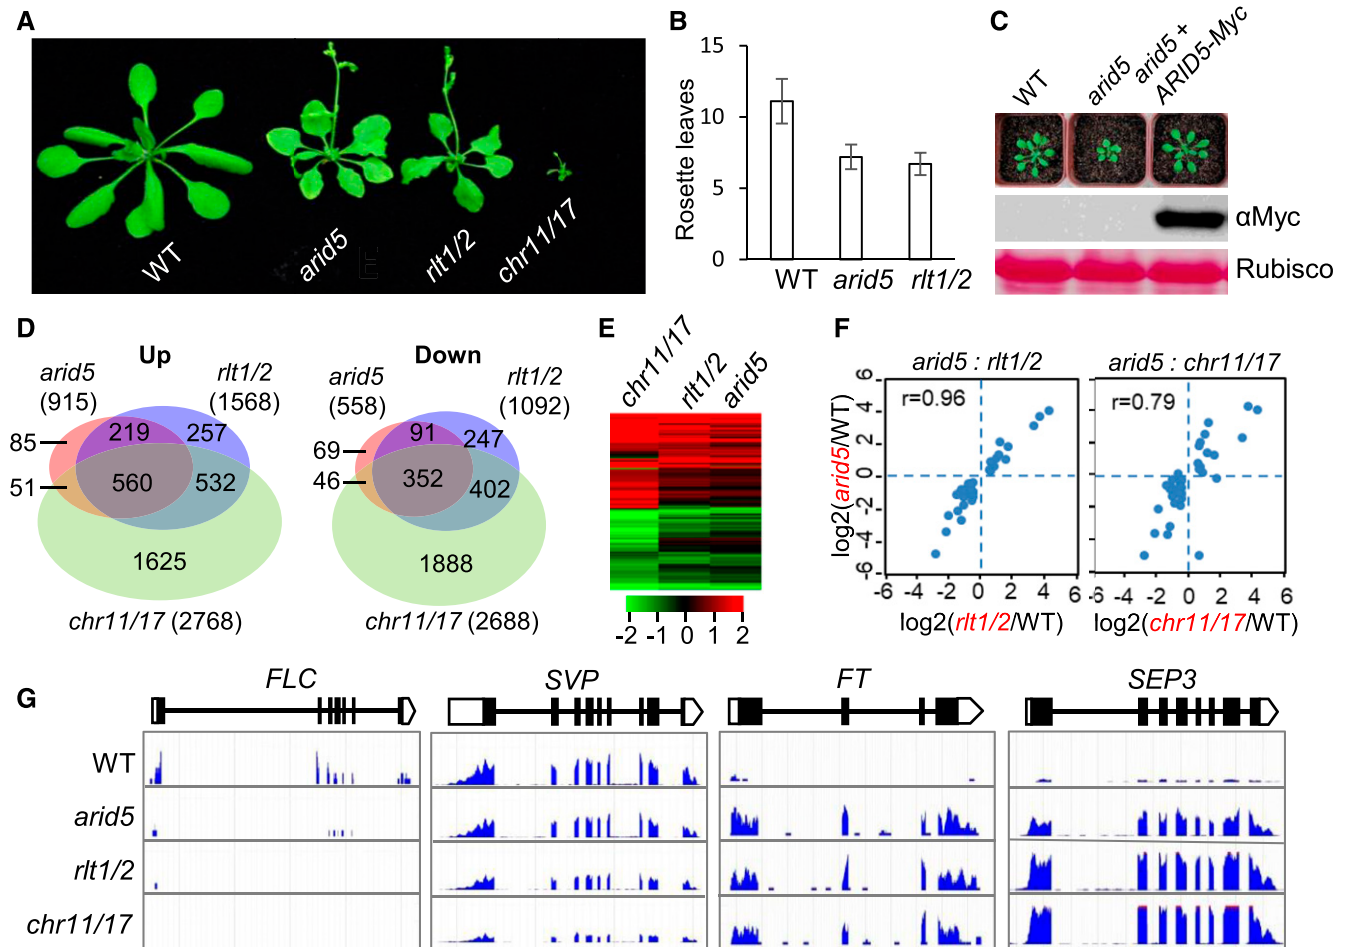 A
WT
arid5
rlt1/2
chr11/17
B
15
10
5
0
Rosette leaves
WT
arid5
rlt1/2
C
WT
arid5
arid5 +
ARID5-Myc
αMyc
Rubisco
D
Up
arid5
(915)
rlt1/2
(1568)
85
219
257
51
560
532
1625
chr11/17 (2768)
Down
arid5
(558)
rlt1/2
(1092)
69
91
247
46
352
402
1888
chr11/17 (2688)
E
chr11/17
rlt1/2
arid5
-2 -1 0 1 2
F
arid5 : rlt1/2
r=0.96
6
4
2
0
-2
-4
-6
log2(arid5/WT)
-6 -4 -2 0 2 4 6
log2(rlt1/2/WT)
arid5 : chr11/17
r=0.79
-6 -4 -2 0 2 4 6
log2(chr11/17/WT)
G
FLC
SVP
FT
SEP3
WT
arid5
rlt1/2
chr11/17